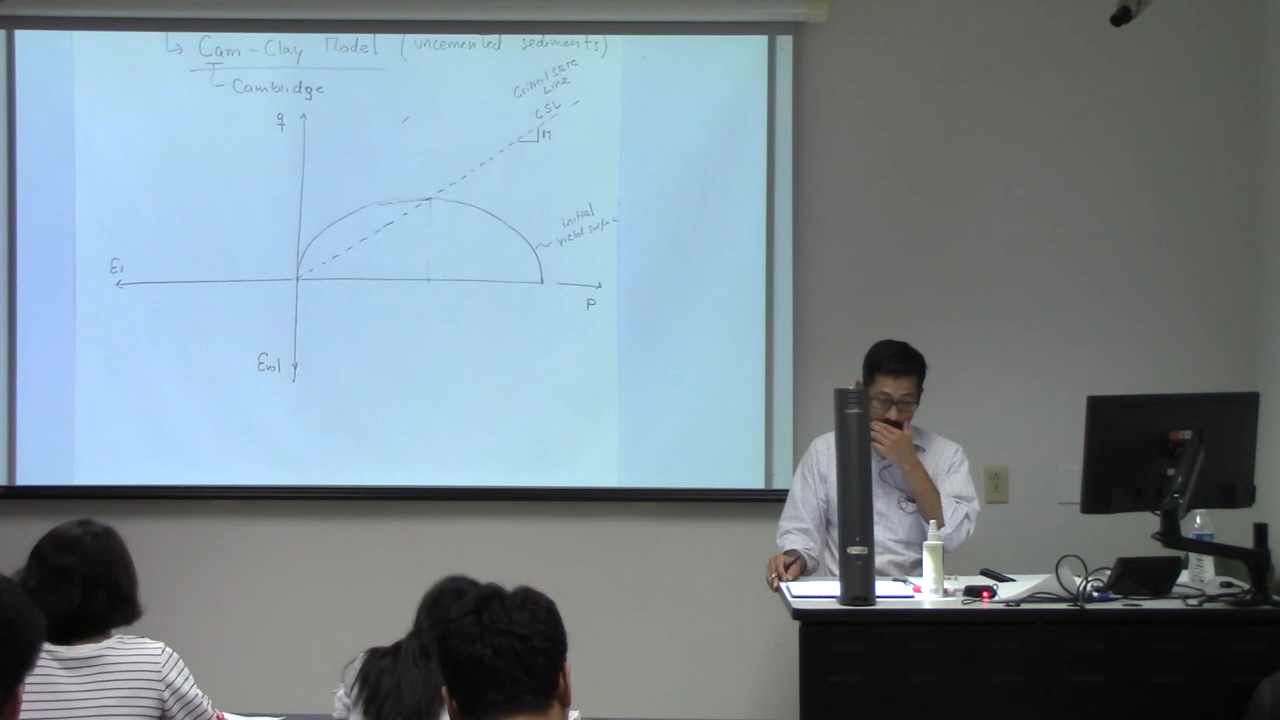 ↳ Cam-Clay Model (uncemented sediments)
Cambridge
Critical State
Line
CSL
q
M
Initial
yield surface
ε1
P
εvol